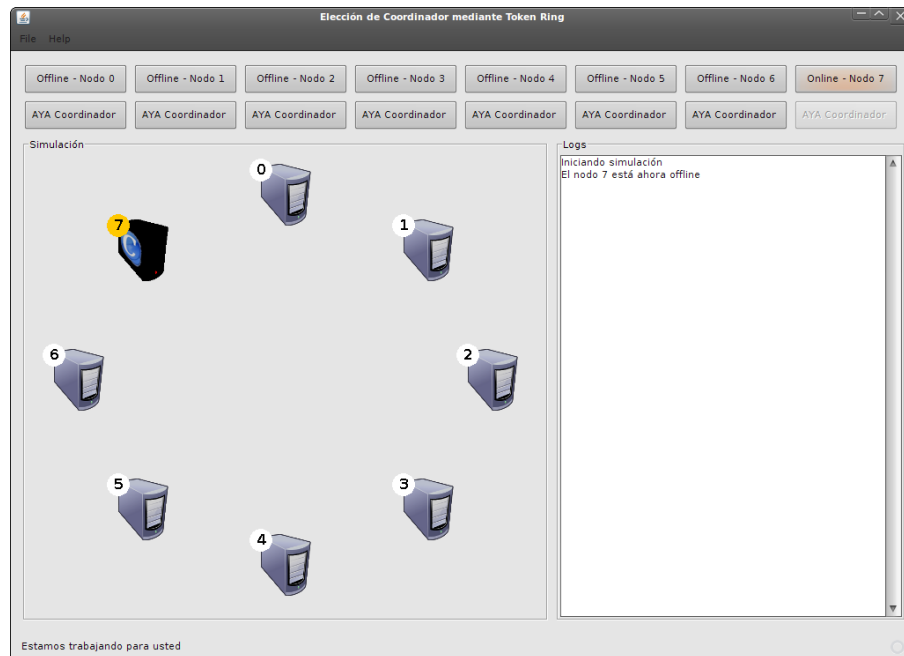 Elección de Coordinador mediante Token Ring
File Help
Offline - Nodo 0 Offline - Nodo 1 Offline - Nodo 2 Offline - Nodo 3 Offline - Nodo 4 Offline - Nodo 5 Offline - Nodo 6 Online - Nodo 7
AYA Coordinador AYA Coordinador AYA Coordinador AYA Coordinador AYA Coordinador AYA Coordinador AYA Coordinador AYA Coordinador
Simulación
0
7
1
6
2
5
3
4
Logs
Iniciando simulación
El nodo 7 está ahora offline
Estamos trabajando para usted